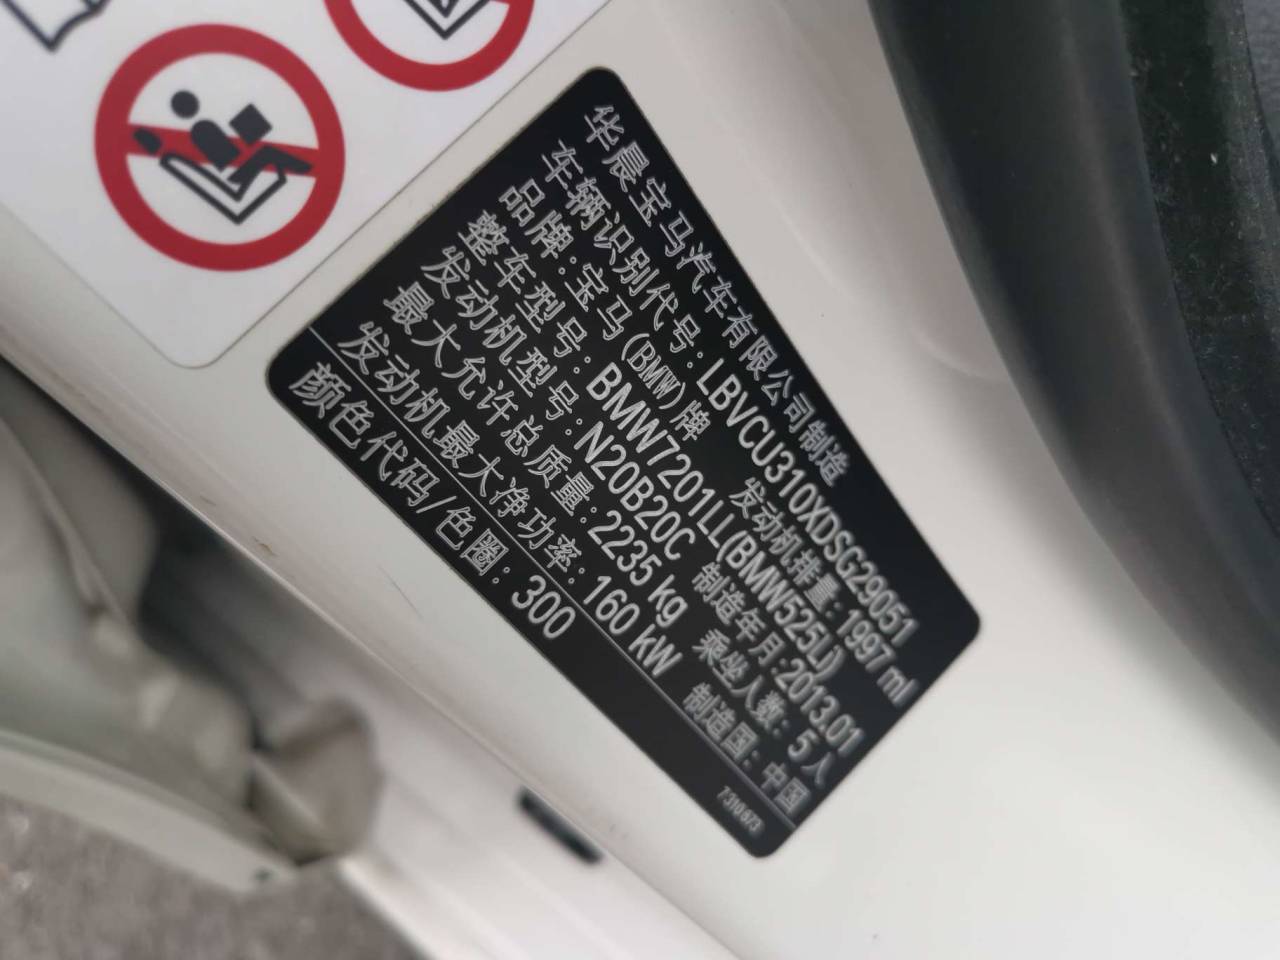 华晨宝马汽车有限公司制造
车辆识别代号: LBVCU310XDSG29051
品牌: 宝马(BMW)牌 发动机排量: 1997 ml
整车型号: BMW7201LL(BMW525Li)
发动机型号: N20B20C 制造年月: 2013.01
最大允许总质量: 2235 kg 乘坐人数: 5人
发动机最大净功率: 160 kW 制造国: 中国
颜色代码/色圈: 300
7310673